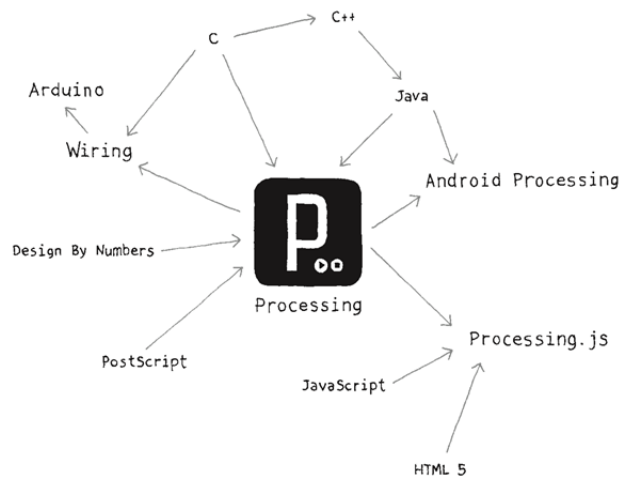 C++
C
Arduino
Java
Wiring
Android Processing
P
Design By Numbers
Processing
Processing.js
PostScript
JavaScript
HTML 5